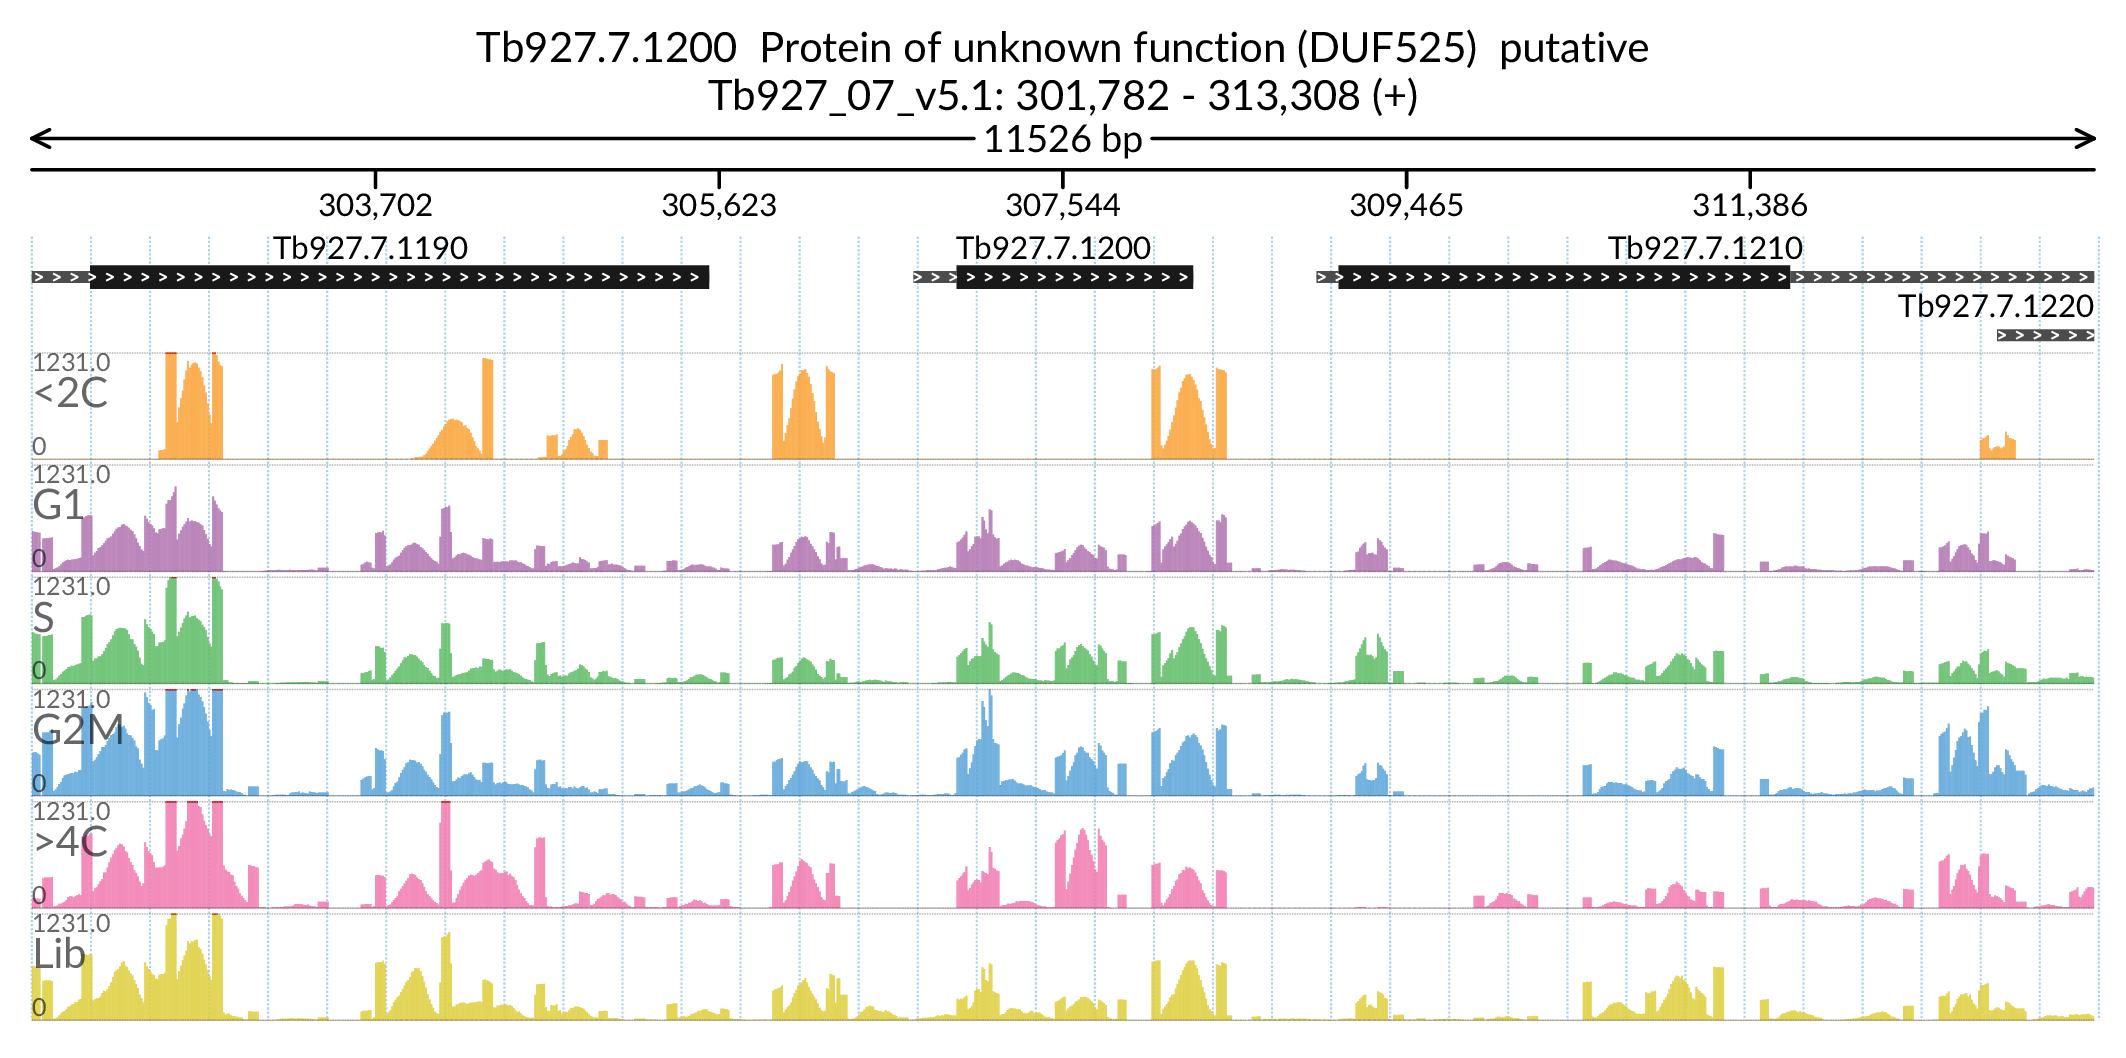 Tb927.7.1200  Protein of unknown function (DUF525)  putative
Tb927_07_v5.1: 301,782 - 313,308 (+)
11526 bp
303,702 305,623 307,544 309,465 311,386
Tb927.7.1190 Tb927.7.1200 Tb927.7.1210
Tb927.7.1220
1231.0
<2C
0
1231.0
G1
0
1231.0
S
0
1231.0
G2M
0
1231.0
>4C
0
1231.0
Lib
0